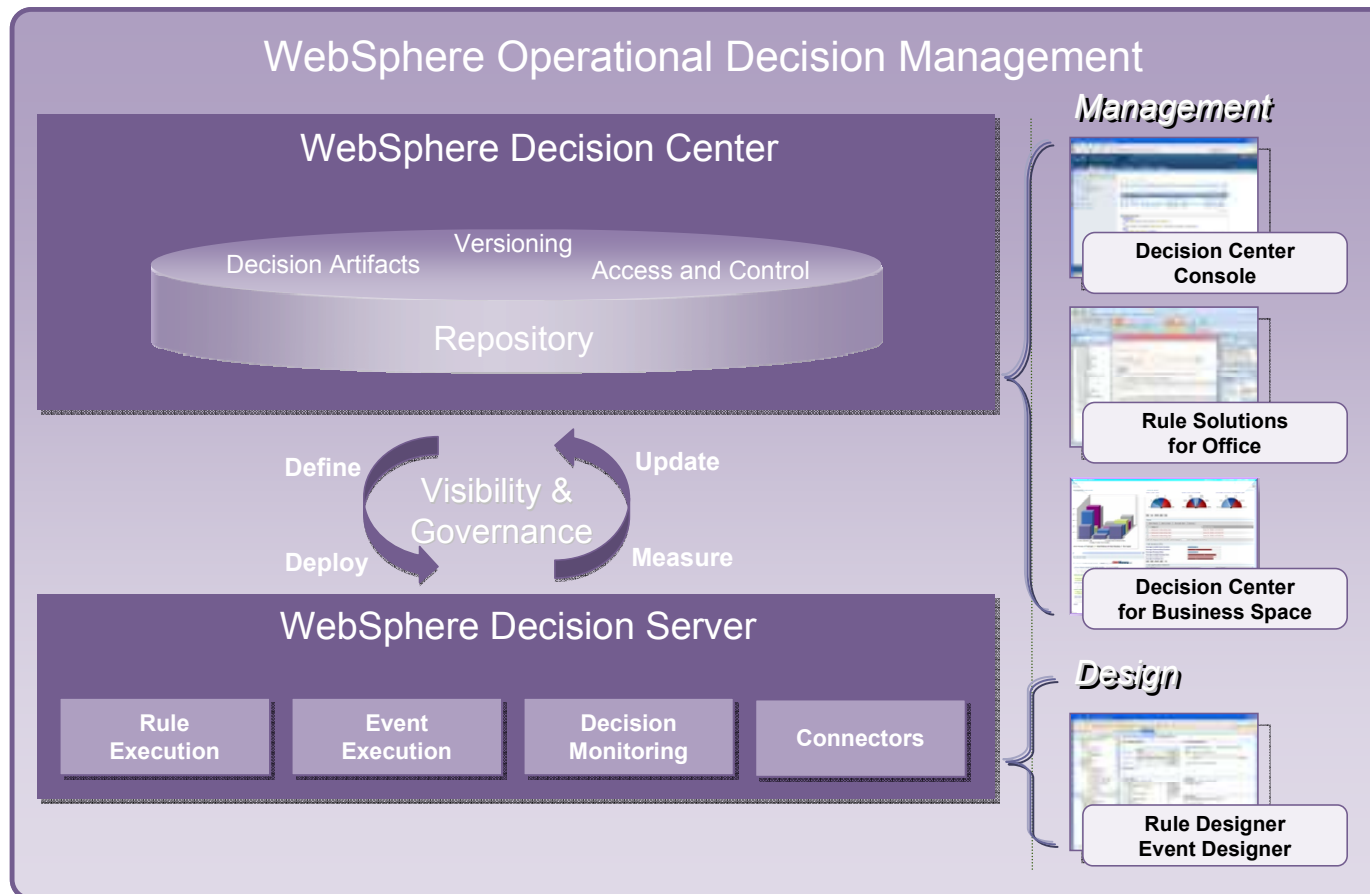 WebSphere Operational Decision Management
WebSphere Decision Center
Versioning
Decision Artifacts
Access and Control
Repository
Define
Update
Visibility &
Governance
Deploy
Measure
WebSphere Decision Server
Rule
Execution
Event
Execution
Decision
Monitoring
Connectors
Management
Decision Center
Console
Rule Solutions
for Office
Decision Center
for Business Space
Design
Rule Designer
Event Designer